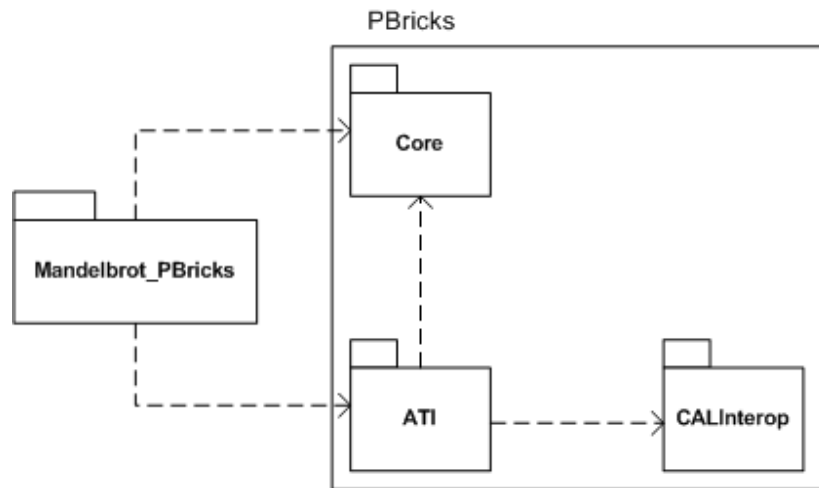 PBricks
Core
Mandelbrot_PBricks
ATI
CALInterop